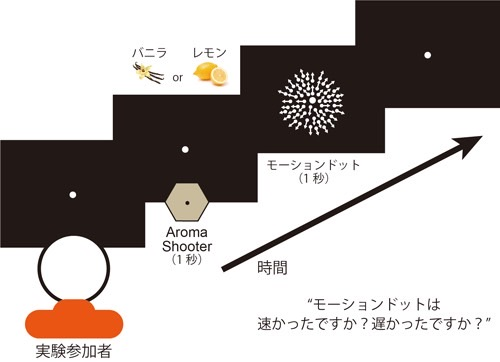 バニラ
or
レモン
モーションドット
（1 秒）
Aroma
Shooter
（1 秒）
時間
実験参加者
“モーションドットは
速かったですか？遅かったですか？”